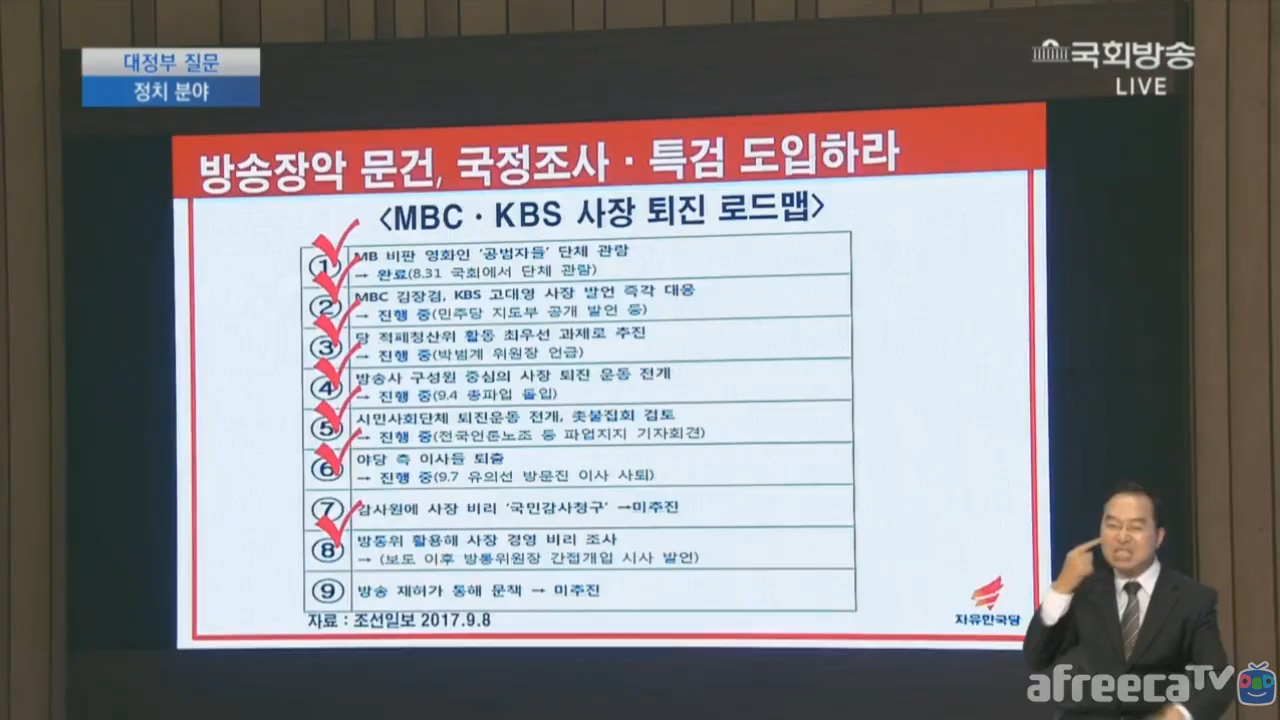 대정부 질문
정치 분야
국회방송
LIVE
방송장악 문건, 국정조사 · 특검 도입하라
<MBC · KBS 사장 퇴진 로드맵>
① MB 비판 영화인 '공범자들' 단체 관람
→ 완료(8.31 국회에서 단체 관람)
② MBC 김장겸, KBS 고대영 사장 발언 즉각 대응
→ 진행 중(민주당 지도부 공개 발언 등)
③ 당 적폐청산위 활동 최우선 과제로 추진
→ 진행 중(박범계 위원장 언급)
④ 방송사 구성원 중심의 사장 퇴진 운동 전개
→ 진행 중(9.4 총파업 돌입)
⑤ 시민사회단체 퇴진운동 전개, 촛불집회 검토
→ 진행 중(전국언론노조 등 파업지지 기자회견)
⑥ 야당 측 이사들 퇴출
→ 진행 중(9.7 유의선 방문진 이사 사퇴)
⑦ 감사원에 사장 비리 '국민감사청구' →미추진
⑧ 방통위 활용해 사장 경영 비리 조사
→ (보도 이후 방통위원장 간접개입 시사 발언)
⑨ 방송 재허가 통해 문책 → 미추진
자료 : 조선일보 2017.9.8
자유한국당
afreecaTV